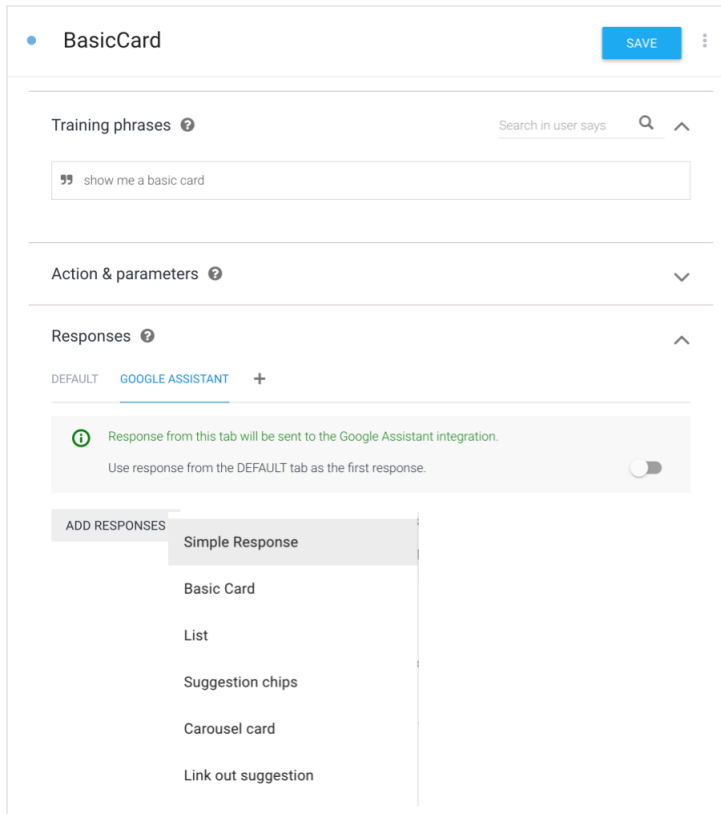 BasicCard
SAVE
Training phrases
Search in user says
show me a basic card
Action & parameters
Responses
DEFAULT GOOGLE ASSISTANT +
Response from this tab will be sent to the Google Assistant integration.
Use response from the DEFAULT tab as the first response.
ADD RESPONSES
Simple Response
Basic Card
List
Suggestion chips
Carousel card
Link out suggestion